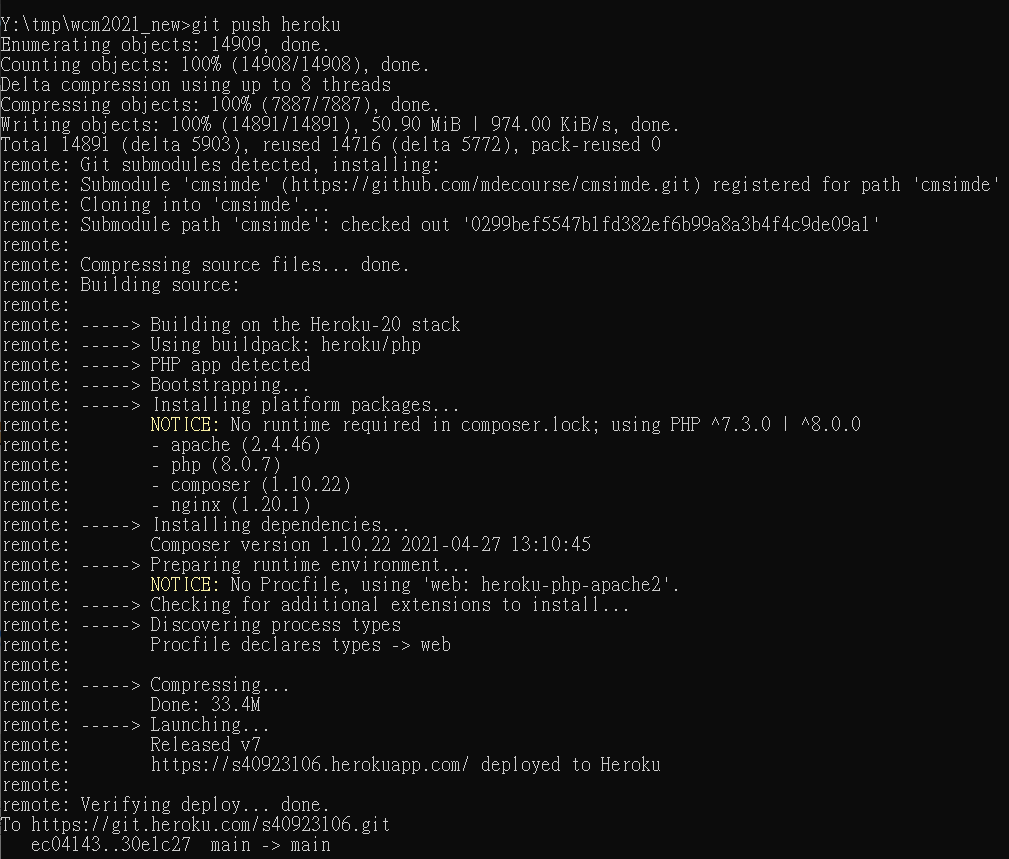 Y:\tmp\wcm2021_new>git push heroku
Enumerating objects: 14909, done.
Counting objects: 100% (14908/14908), done.
Delta compression using up to 8 threads
Compressing objects: 100% (7887/7887), done.
Writing objects: 100% (14891/14891), 50.90 MiB | 974.00 KiB/s, done.
Total 14891 (delta 5903), reused 14716 (delta 5772), pack-reused 0
remote: Git submodules detected, installing:
remote: Submodule 'cmsimde' (https://github.com/mdecourse/cmsimde.git) registered for path 'cmsimde'
remote: Cloning into 'cmsimde'...
remote: Submodule path 'cmsimde': checked out '0299bef5547b1fd382ef6b99a8a3b4f4c9de09a1'
remote:
remote: Compressing source files... done.
remote: Building source:
remote:
remote: -----> Building on the Heroku-20 stack
remote: -----> Using buildpack: heroku/php
remote: -----> PHP app detected
remote: -----> Bootstrapping...
remote: -----> Installing platform packages...
remote:        NOTICE: No runtime required in composer.lock; using PHP ^7.3.0 | ^8.0.0
remote:        - apache (2.4.46)
remote:        - php (8.0.7)
remote:        - composer (1.10.22)
remote:        - nginx (1.20.1)
remote: -----> Installing dependencies...
remote:        Composer version 1.10.22 2021-04-27 13:10:45
remote: -----> Preparing runtime environment...
remote:        NOTICE: No Procfile, using 'web: heroku-php-apache2'.
remote: -----> Checking for additional extensions to install...
remote: -----> Discovering process types
remote:        Procfile declares types -> web
remote:
remote: -----> Compressing...
remote:        Done: 33.4M
remote: -----> Launching...
remote:        Released v7
remote:        https://s40923106.herokuapp.com/ deployed to Heroku
remote:
remote: Verifying deploy... done.
To https://git.heroku.com/s40923106.git
   ec04143..30e1c27  main -> main